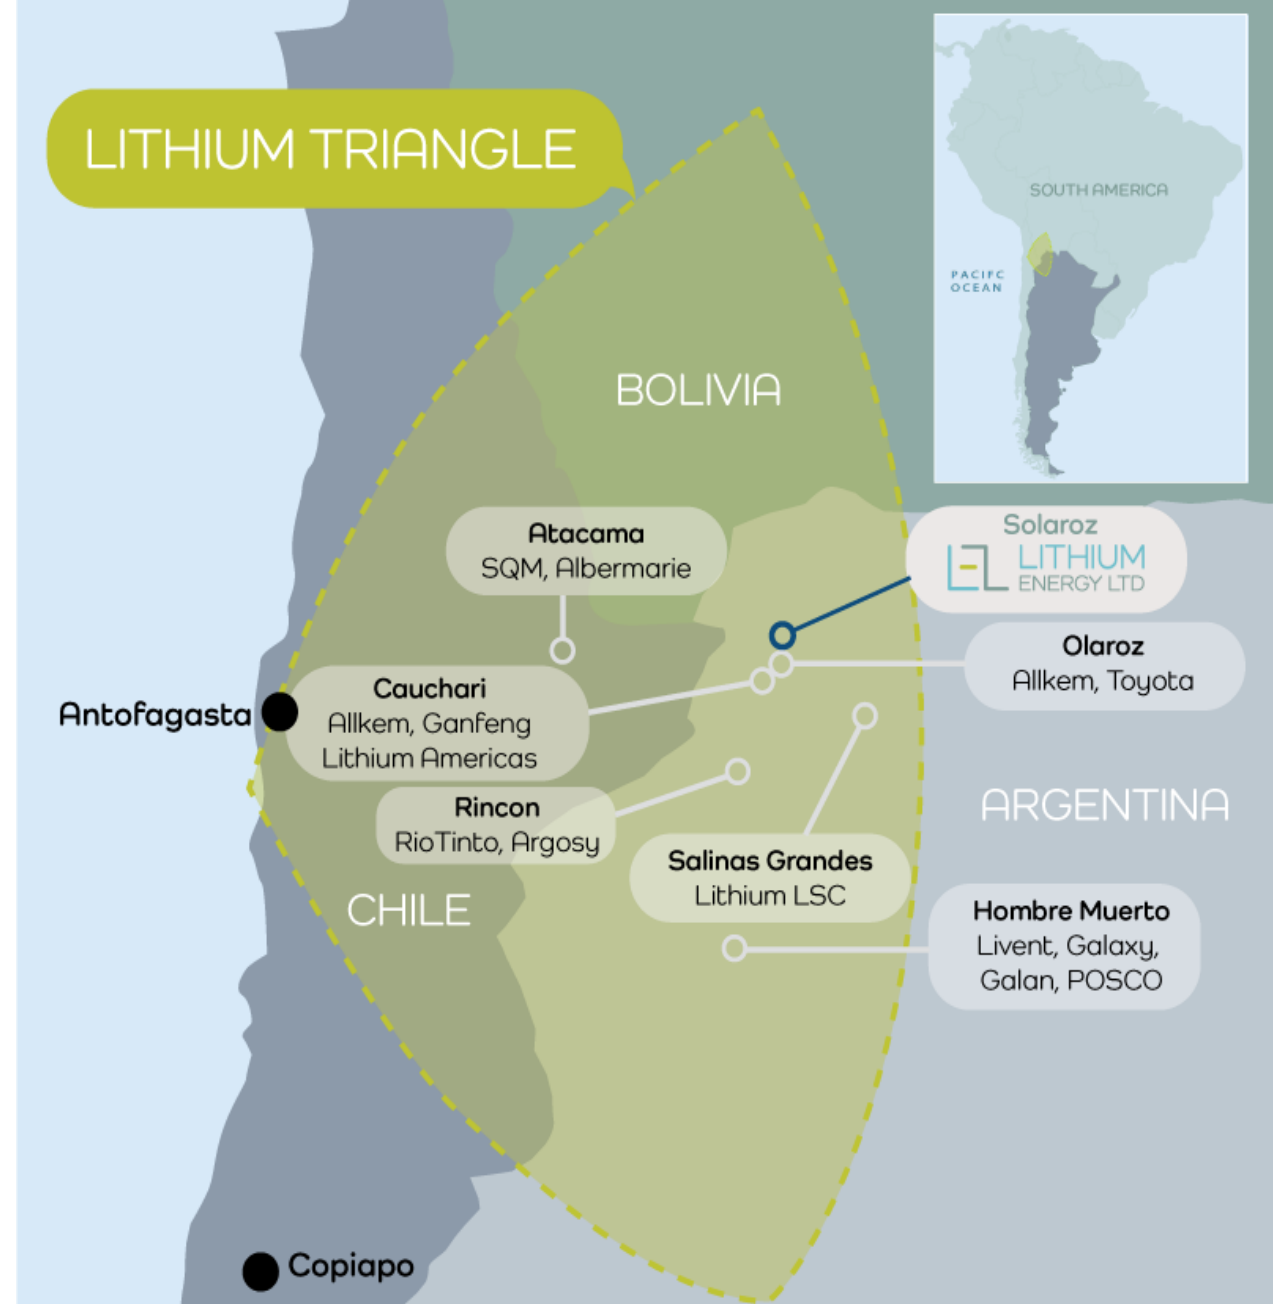 LITHIUM TRIANGLE
SOUTH AMERICA
PACIFC
OCEAN
BOLIVIA
Atacama
SQM, Albermarie
Solaroz
LEL LITHIUM
ENERGY LTD
Olaroz
Allkem, Toyota
Antofagasta
Cauchari
Allkem, Ganfeng
Lithium Americas
Rincon
RioTinto, Argosy
ARGENTINA
Salinas Grandes
Lithium LSC
CHILE
Hombre Muerto
Livent, Galaxy,
Galan, POSCO
Copiapo